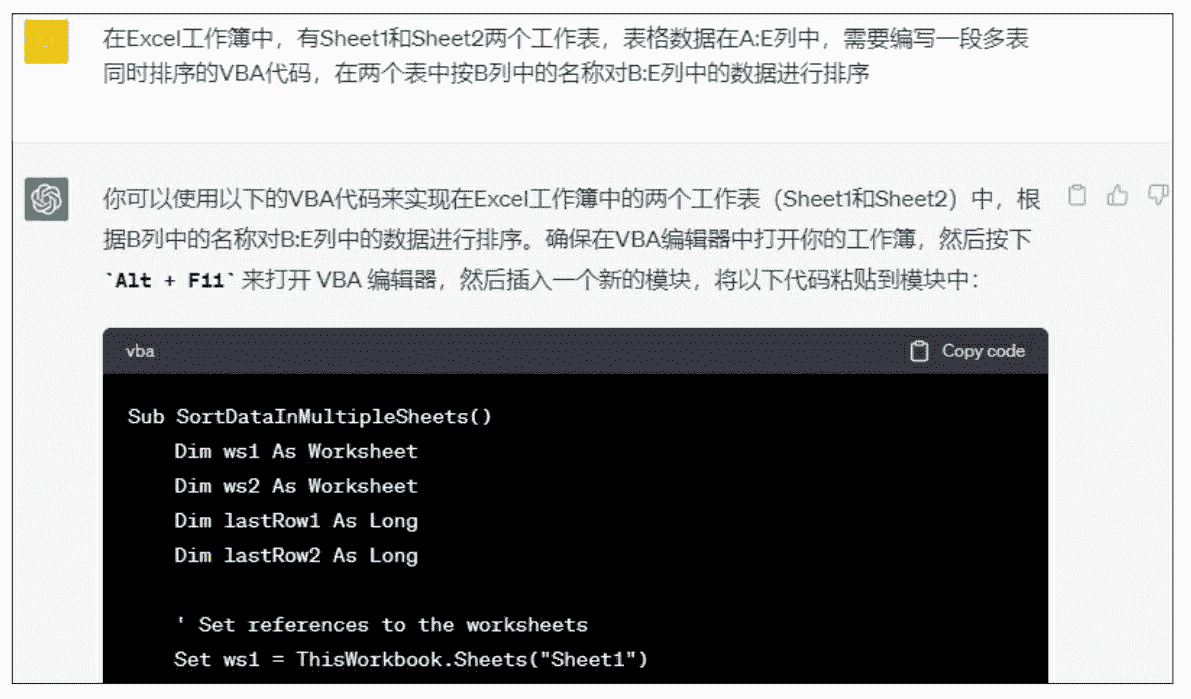 在Excel工作簿中，有Sheet1和Sheet2两个工作表，表格数据在A:E列中，需要编写一段多表
同时排序的VBA代码，在两个表中按B列中的名称对B:E列中的数据进行排序
你可以使用以下的VBA代码来实现在Excel工作簿中的两个工作表（Sheet1和Sheet2）中，根
据B列中的名称对B:E列中的数据进行排序。确保在VBA编辑器中打开你的工作簿，然后按下
`Alt + F11` 来打开 VBA 编辑器，然后插入一个新的模块，将以下代码粘贴到模块中：
vba Copy code
Sub SortDataInMultipleSheets()
    Dim ws1 As Worksheet
    Dim ws2 As Worksheet
    Dim lastRow1 As Long
    Dim lastRow2 As Long
    ' Set references to the worksheets
    Set ws1 = ThisWorkbook.Sheets("Sheet1")